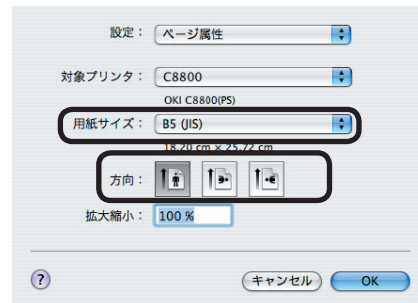 設定： ページ属性
対象プリンタ： C8800
OKI C8800(PS)
用紙サイズ： B5 (JIS)
18.20 cm × 25.72 cm
方向：
拡大縮小： 100 %
? キャンセル OK